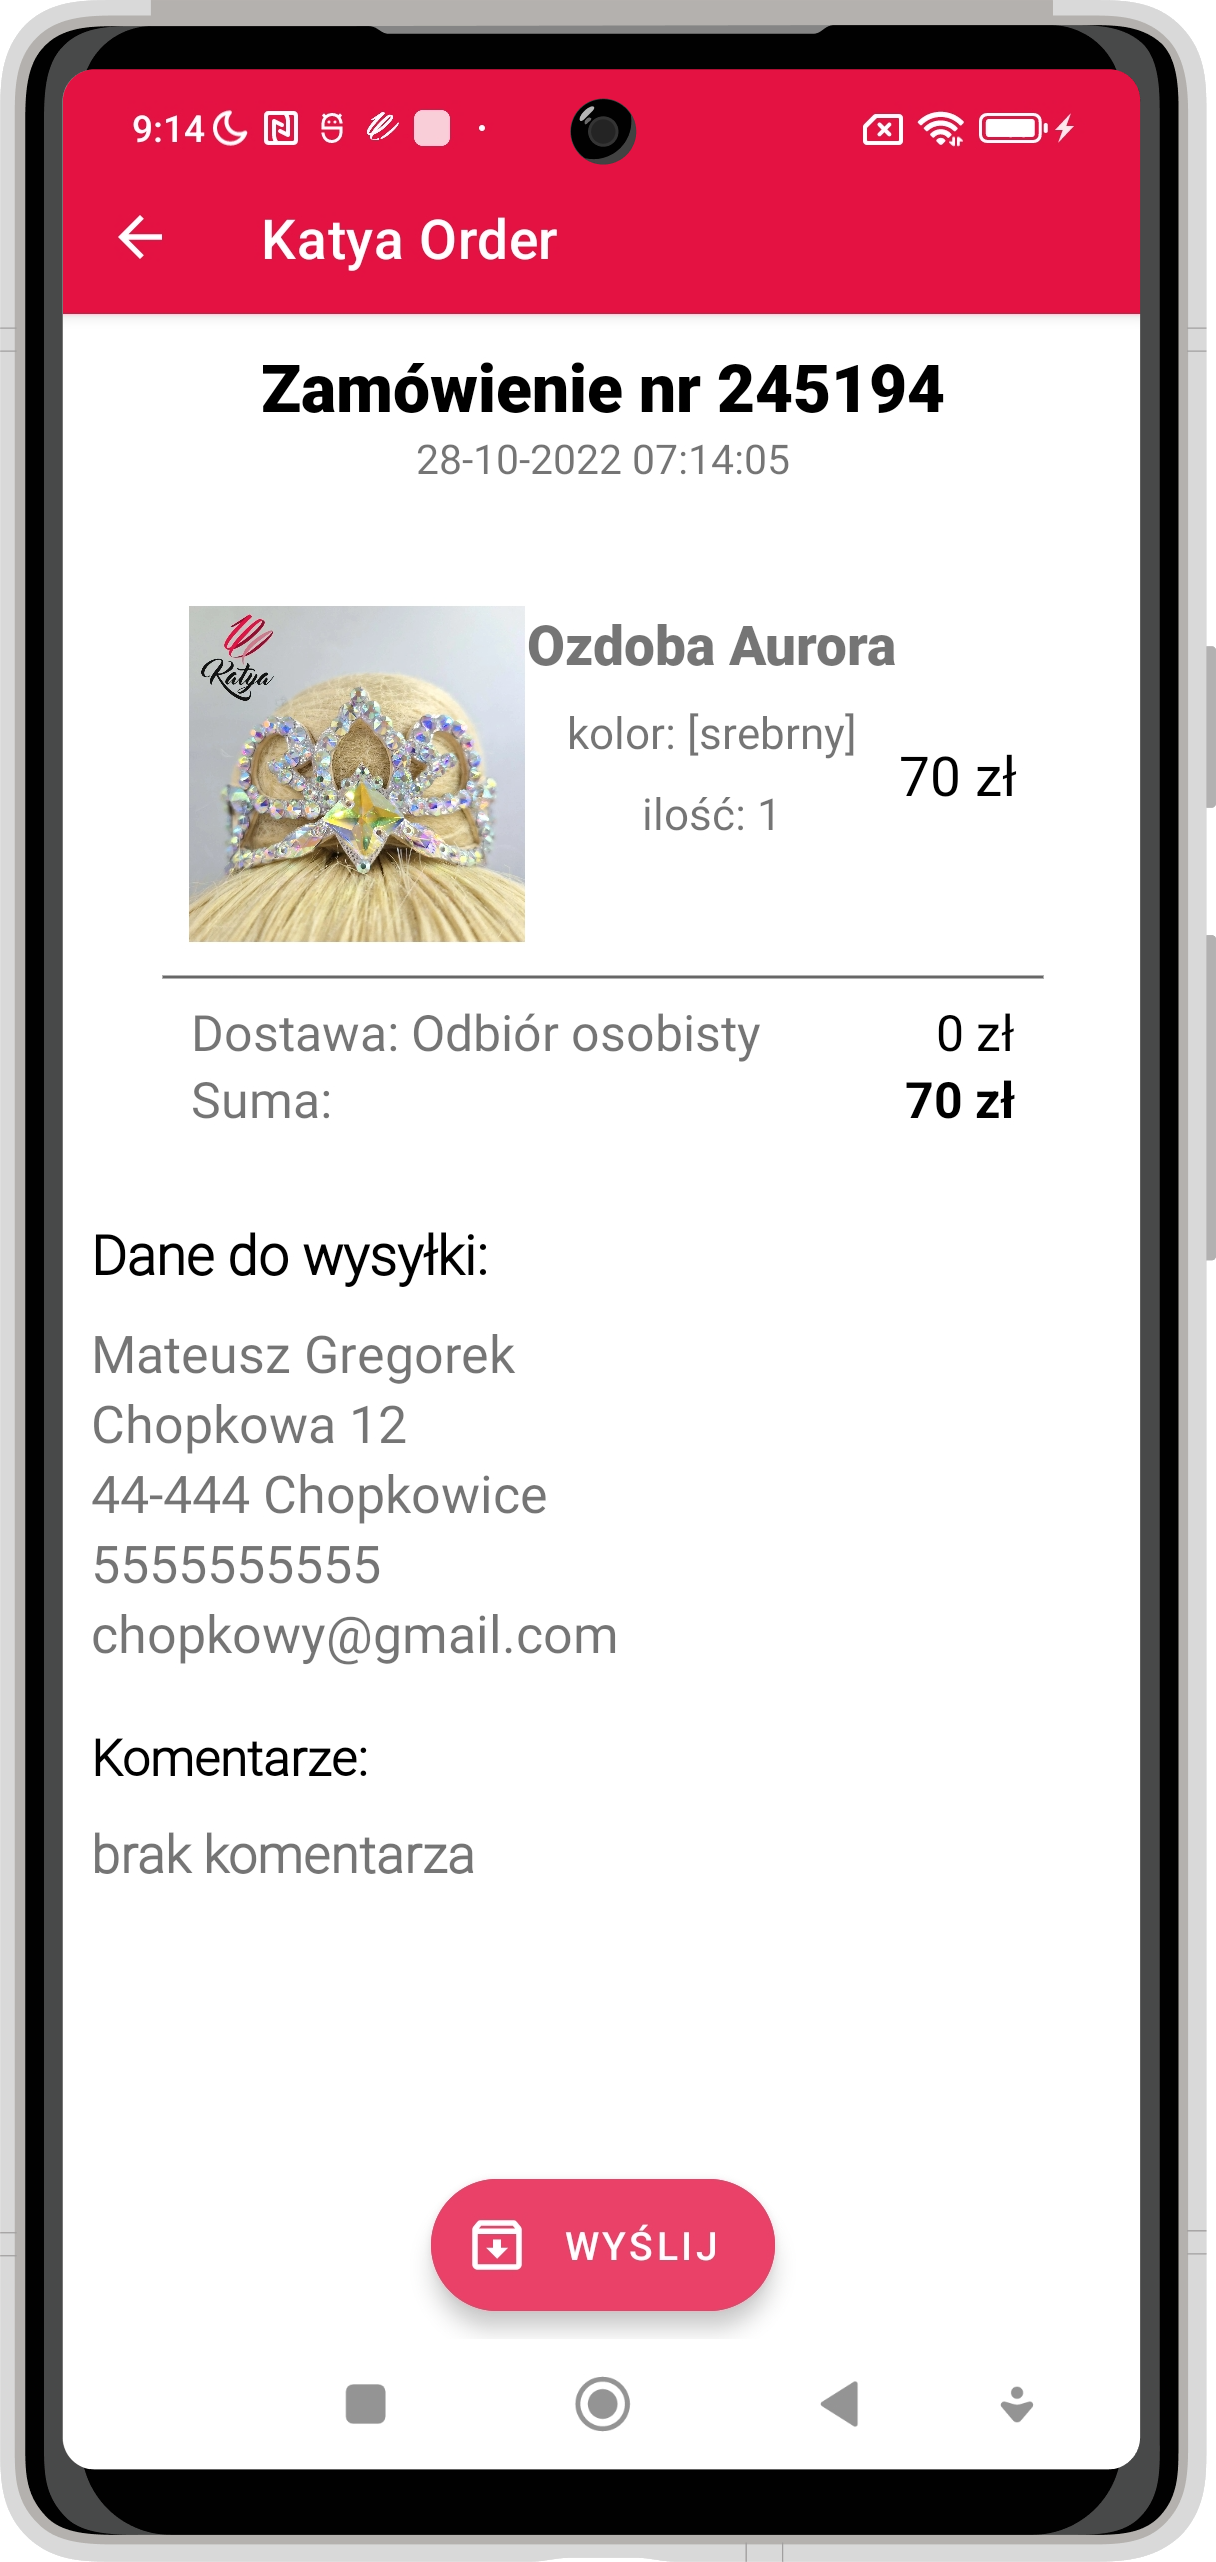 9:14
Katya Order
Zamówienie nr 245194
28-10-2022 07:14:05
Katya
Ozdoba Aurora
kolor: [srebrny]
ilość: 1
70 zł
Dostawa: Odbiór osobisty 0 zł
Suma: 70 zł
Dane do wysyłki:
Mateusz Gregorek
Chopkowa 12
44-444 Chopkowice
5555555555
chopkowy@gmail.com
Komentarze:
brak komentarza
WYŚLIJ